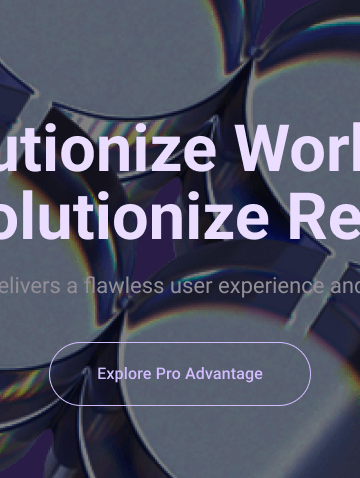 utionize Work
olutionize Re
elivers a flawless user experience and
Explore Pro Advantage